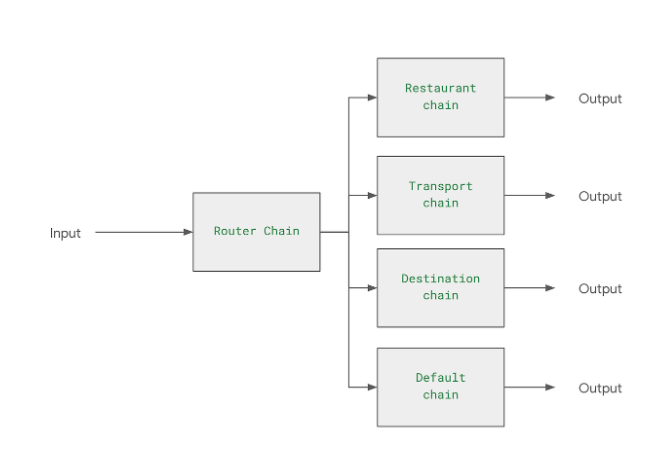 Restaurant
chain
Output
Transport
chain
Output
Input
Router Chain
Destination
chain
Output
Default
chain
Output